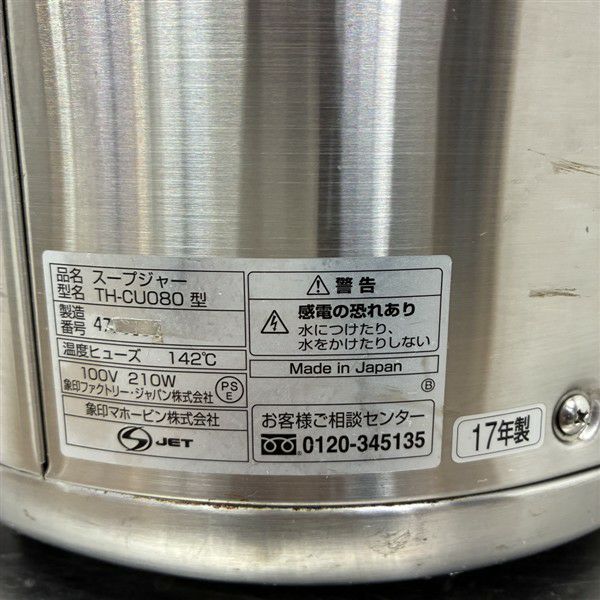 品名 スープジャー
型名 TH-CU080 型
製造
番号 47
温度ヒューズ 142℃
100V 210W
象印ファクトリー・ジャパン株式会社
PS
E
象印マホービン株式会社
JET
警告
感電の恐れあり
水につけたり、
水をかけたりしない
Made in Japan
B
お客様ご相談センター
0120-345135
17年製